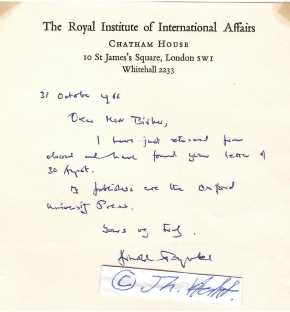 The Royal Institute of International Affairs
CHATHAM HOUSE
10 St James's Square, London SW1
Whitehall 2233
31 October 1966
Dear Herr
I have just returned from
abroad and have found your letter of
30 August.
My publishers are the Oxford
University Press.
Yours very truly,
Arnold Toynbee
© J. H.